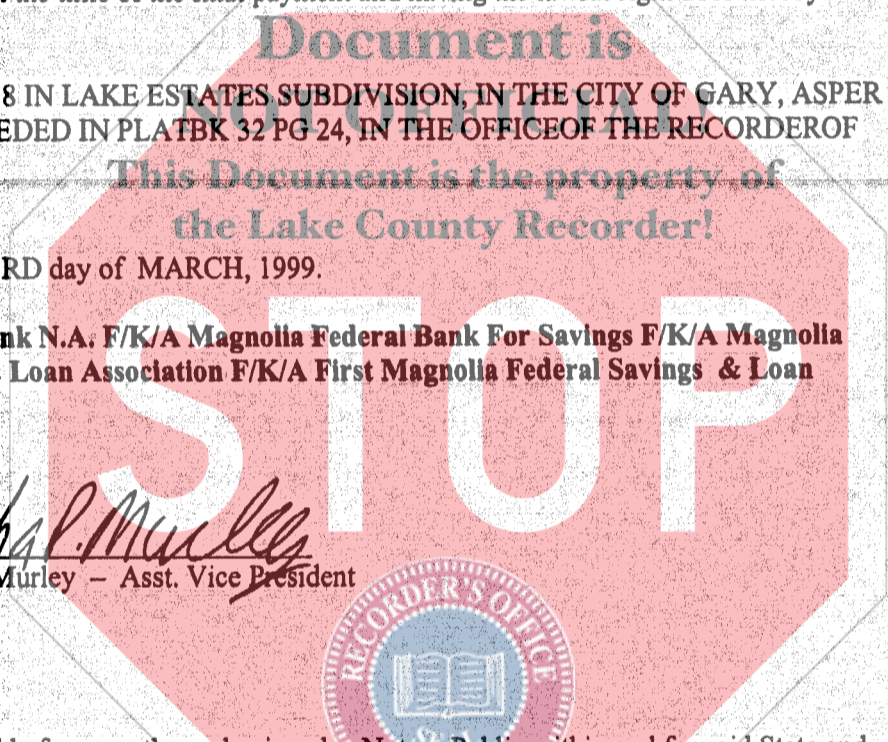 Document is
8 IN LAKE ESTATES SUBDIVISION, IN THE CITY OF GARY, ASPER
NOT OFFICIAL
EDED IN PLATBK 32 PG 24, IN THE OFFICEOF THE RECORDEROF
This Document is the property of
the Lake County Recorder!
RD day of MARCH, 1999.
STOP
nk N.A. F/K/A Magnolia Federal Bank For Savings F/K/A Magnolia
Loan Association F/K/A First Magnolia Federal Savings & Loan
P. Murley
Murley – Asst. Vice President
RECORDER'S OFFICE